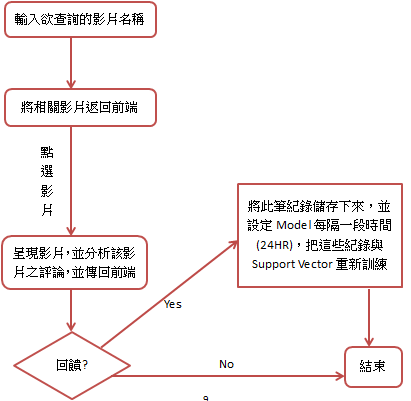 輸入欲查詢的影片名稱
將相關影片返回前端
點
選
影
片
呈現影片,並分析該影
片之評論,並傳回前端
將此筆紀錄儲存下來，並
設定 Model 每隔一段時間
(24HR)，把這些紀錄與
Support Vector 重新訓練
Yes
回饋?
No
結束
9